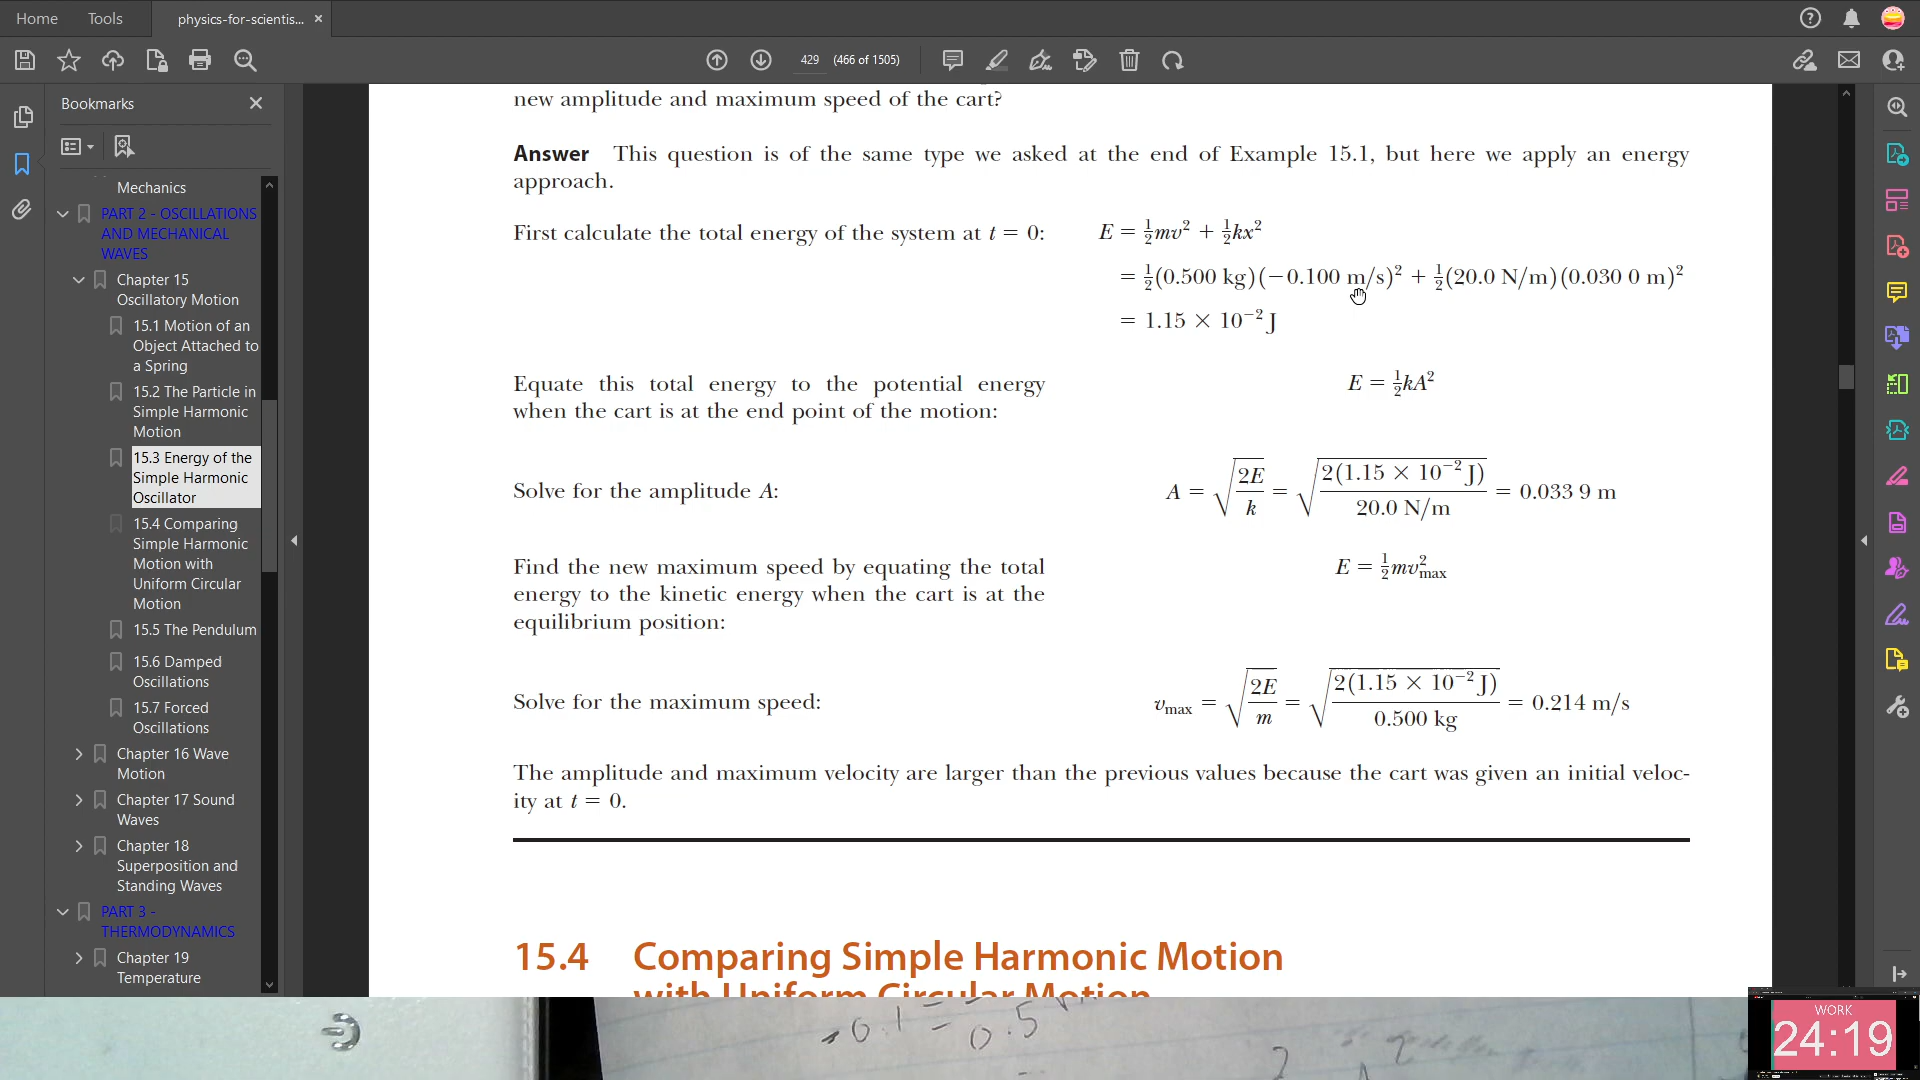 Home Tools physics-for-scientis... ×
429 (466 of 1505)
Bookmarks
Mechanics
PART 2 - OSCILLATIONS
AND MECHANICAL
WAVES
Chapter 15
Oscillatory Motion
15.1 Motion of an
Object Attached to
a Spring
15.2 The Particle in
Simple Harmonic
Motion
15.3 Energy of the
Simple Harmonic
Oscillator
15.4 Comparing
Simple Harmonic
Motion with
Uniform Circular
Motion
15.5 The Pendulum
15.6 Damped
Oscillations
15.7 Forced
Oscillations
Chapter 16 Wave
Motion
Chapter 17 Sound
Waves
Chapter 18
Superposition and
Standing Waves
PART 3 -
THERMODYNAMICS
Chapter 19
Temperature
new amplitude and maximum speed of the cart?
Answer This question is of the same type we asked at the end of Example 15.1, but here we apply an energy
approach.
First calculate the total energy of the system at t = 0: E = ½mv² + ½kx²
= ½(0.500 kg)(−0.100 m/s)² + ½(20.0 N/m)(0.030 0 m)²
= 1.15 × 10⁻² J
Equate this total energy to the potential energy
when the cart is at the end point of the motion:
E = ½kA²
Solve for the amplitude A: A = √(2E/k) = √(2(1.15 × 10⁻² J)/20.0 N/m) = 0.033 9 m
Find the new maximum speed by equating the total
energy to the kinetic energy when the cart is at the
equilibrium position:
E = ½mv²max
Solve for the maximum speed: vmax = √(2E/m) = √(2(1.15 × 10⁻² J)/0.500 kg) = 0.214 m/s
The amplitude and maximum velocity are larger than the previous values because the cart was given an initial veloc-
ity at t = 0.
15.4 Comparing Simple Harmonic Motion
with Uniform Circular Motion
-0.1 =
0.5
2
2
WORK
24:19